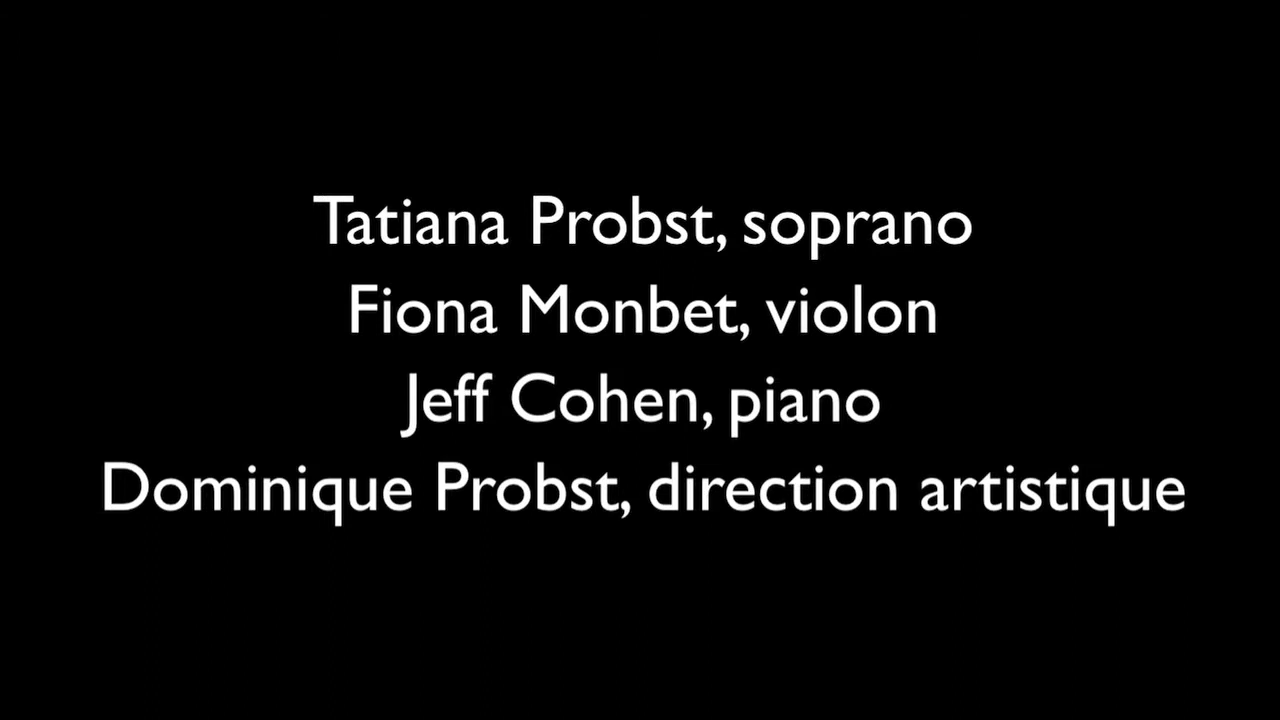 Tatiana Probst, soprano
Fiona Monbet, violon
Jeff Cohen, piano
Dominique Probst, direction artistique